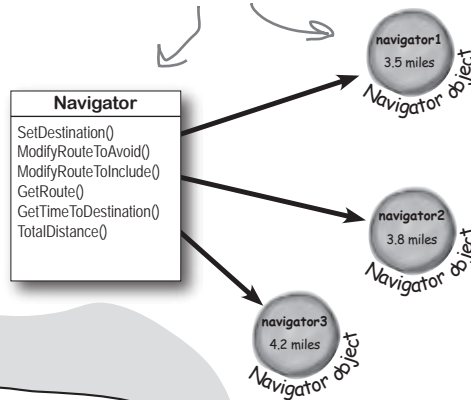 Navigator
SetDestination()
ModifyRouteToAvoid()
ModifyRouteToInclude()
GetRoute()
GetTimeToDestination()
TotalDistance()
navigator1
3.5 miles
Navigator object
navigator2
3.8 miles
Navigator object
navigator3
4.2 miles
Navigator object